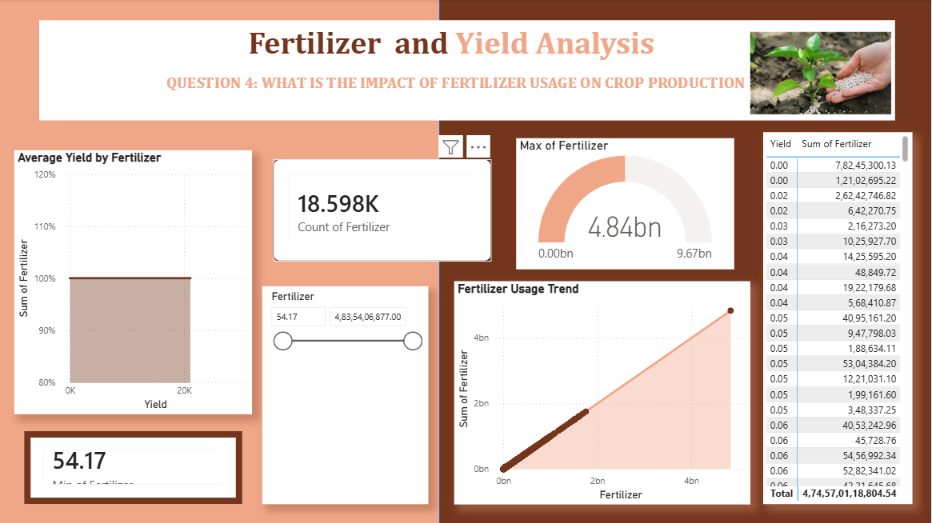 Fertilizer and Yield Analysis
QUESTION 4: WHAT IS THE IMPACT OF FERTILIZER USAGE ON CROP PRODUCTION
Average Yield by Fertilizer
120%
110%
100%
90%
80%
Sum of Fertilizer
0K
20K
Yield
54.17
Min of Fertilizer
18.598K
Count of Fertilizer
Fertilizer
54.17
4,83,54,06,877.00
Max of Fertilizer
4.84bn
0.00bn
9.67bn
Fertilizer Usage Trend
4bn
2bn
0bn
Sum of Fertilizer
0bn
2bn
4bn
Fertilizer
Yield Sum of Fertilizer
0.00 7,82,45,300.13
0.00 1,21,02,695.22
0.02 2,62,42,746.82
0.02 6,42,270.75
0.03 2,16,273.20
0.03 10,25,927.70
0.04 14,25,595.20
0.04 48,849.72
0.04 19,22,179.68
0.04 5,68,410.87
0.05 40,95,161.20
0.05 9,47,798.03
0.05 1,88,634.11
0.05 53,04,384.20
0.05 12,21,031.10
0.05 1,99,161.60
0.05 3,48,337.25
0.06 40,53,242.96
0.06 45,728.76
0.06 54,56,992.34
0.06 52,82,341.02
0.06 42,21,645.68
Total 4,74,57,01,18,804.54